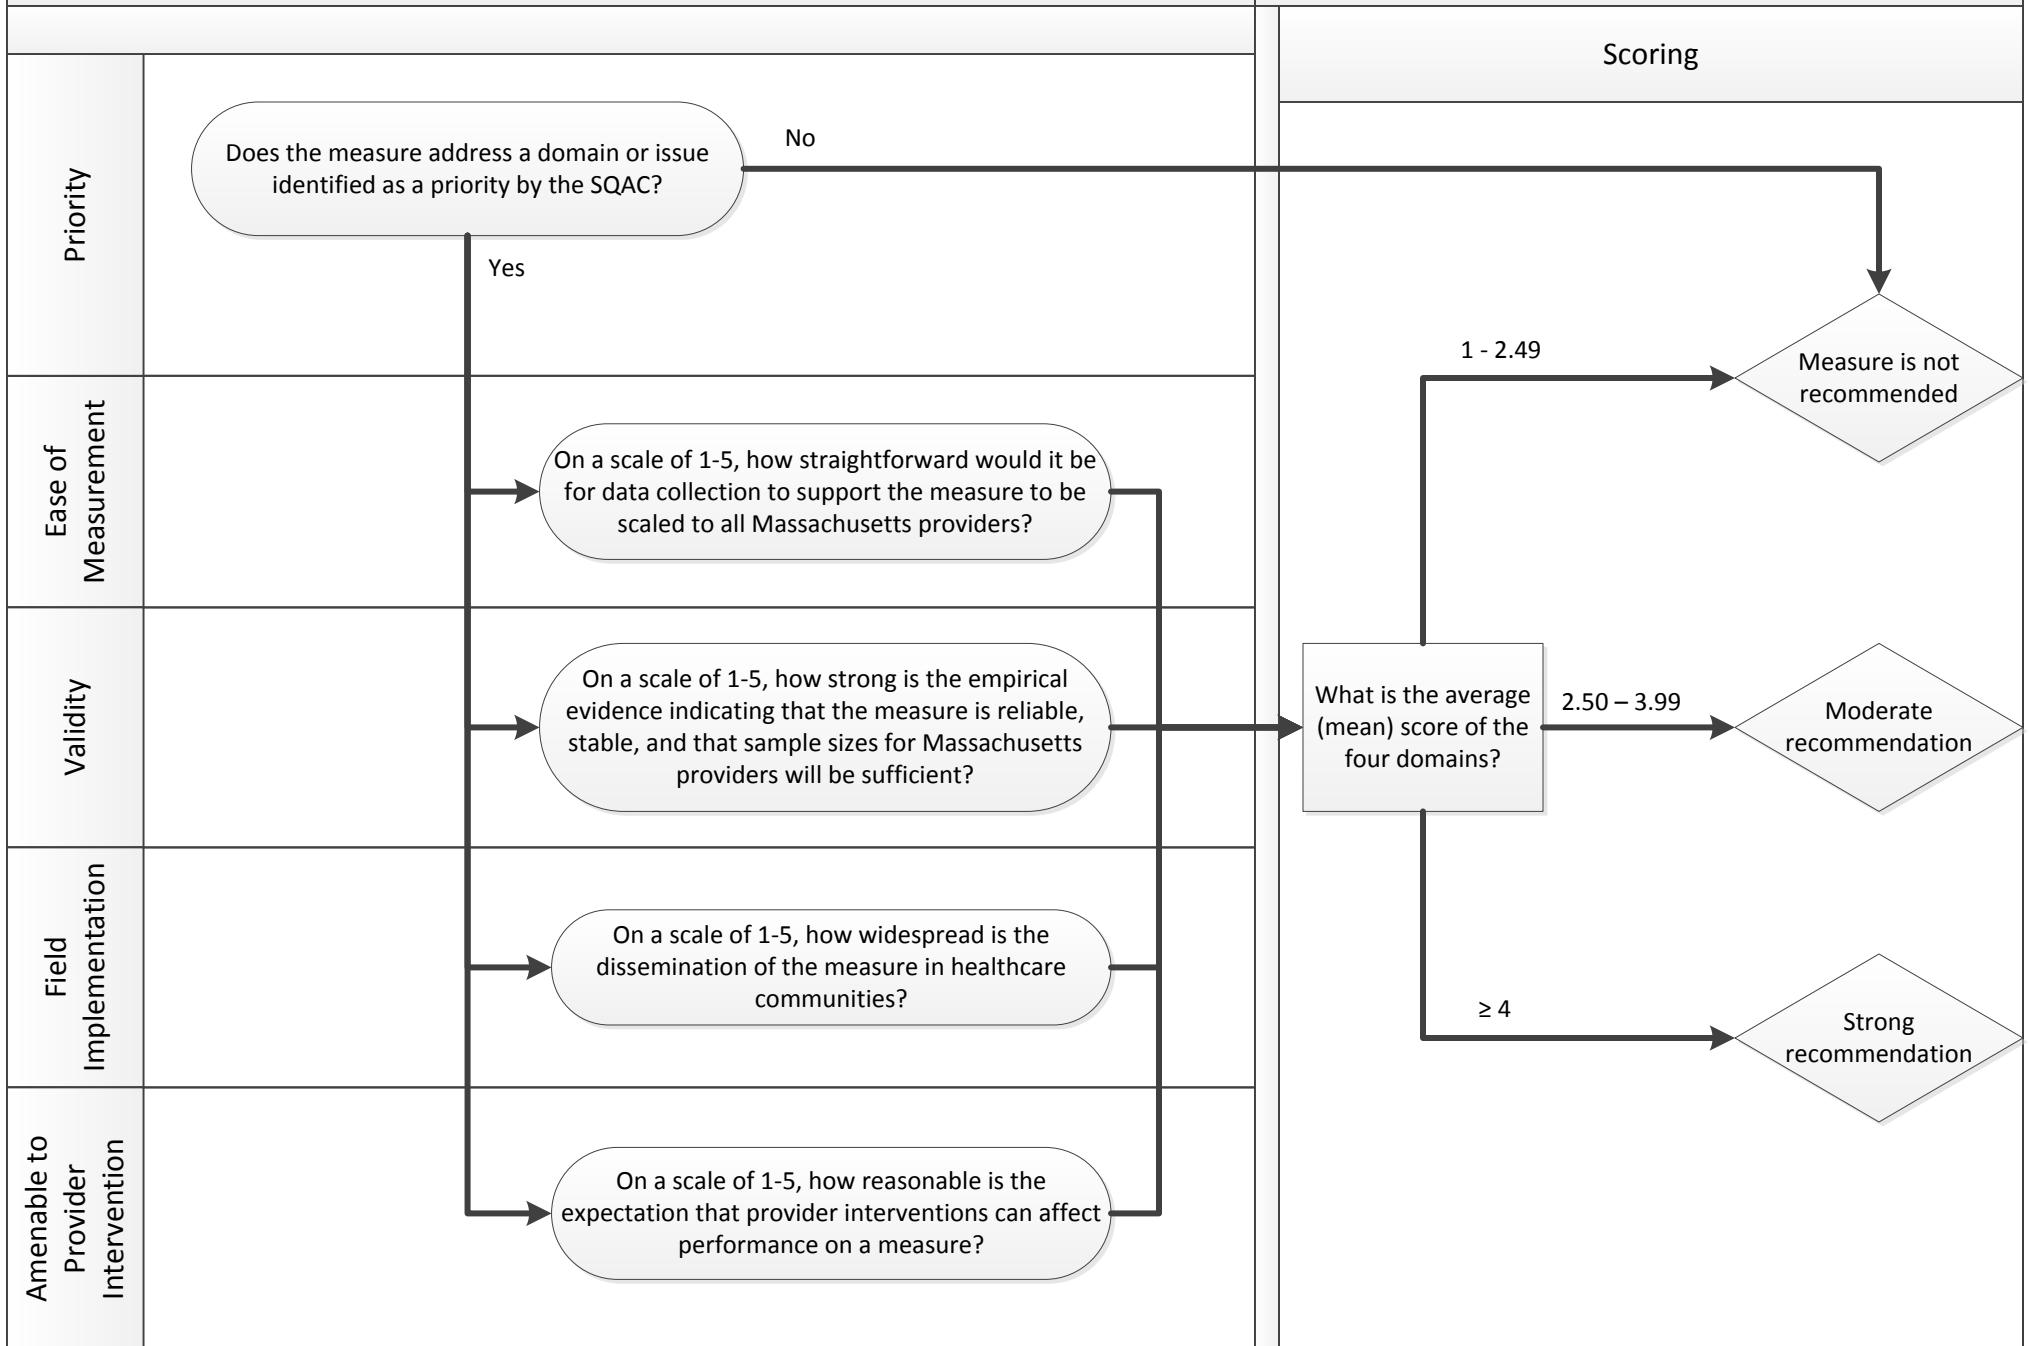 Scoring
Priority
Does the measure address a domain or issue
identified as a priority by the SQAC?
No
Yes
1 - 2.49
Measure is not
recommended
Ease of
Measurement
On a scale of 1-5, how straightforward would it be
for data collection to support the measure to be
scaled to all Massachusetts providers?
Validity
On a scale of 1-5, how strong is the empirical
evidence indicating that the measure is reliable,
stable, and that sample sizes for Massachusetts
providers will be sufficient?
What is the average
(mean) score of the
four domains?
2.50 – 3.99
Moderate
recommendation
Field
Implementation
On a scale of 1-5, how widespread is the
dissemination of the measure in healthcare
communities?
≥ 4
Strong
recommendation
Amenable to
Provider
Intervention
On a scale of 1-5, how reasonable is the
expectation that provider interventions can affect
performance on a measure?